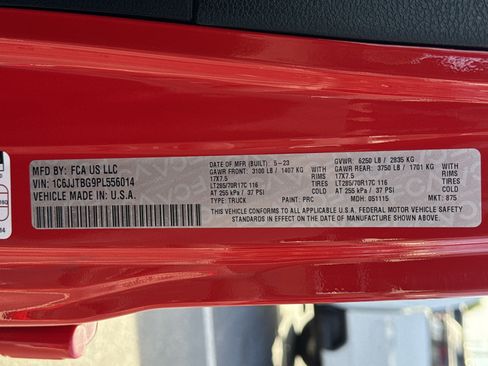 MFD BY: FCA US LLC
VIN: 1C6JJTBG9PL556014
VEHICLE MADE IN: U.S.A.
DATE OF MFR (BUILT): 5-23 GVWR: 6250 LB / 2835 KG
GAWR FRONT: 3100 LB / 1407 KG WITH GAWR REAR: 3750 LB / 1701 KG WITH
17X7.5 RIMS 17X7.5 RIMS
LT285/70R17C 116 TIRES LT285/70R17C 116 TIRES
AT 255 kPa / 37 PSI COLD AT 255 kPa / 37 PSI COLD
TYPE: TRUCK PAINT: PRC MDH: 051115 MKT: 875
THIS VEHICLE CONFORMS TO ALL APPLICABLE U.S.A. FEDERAL MOTOR VEHICLE SAFETY
STANDARDS IN EFFECT ON THE DATE OF MANUFACTURE SHOWN ABOVE.